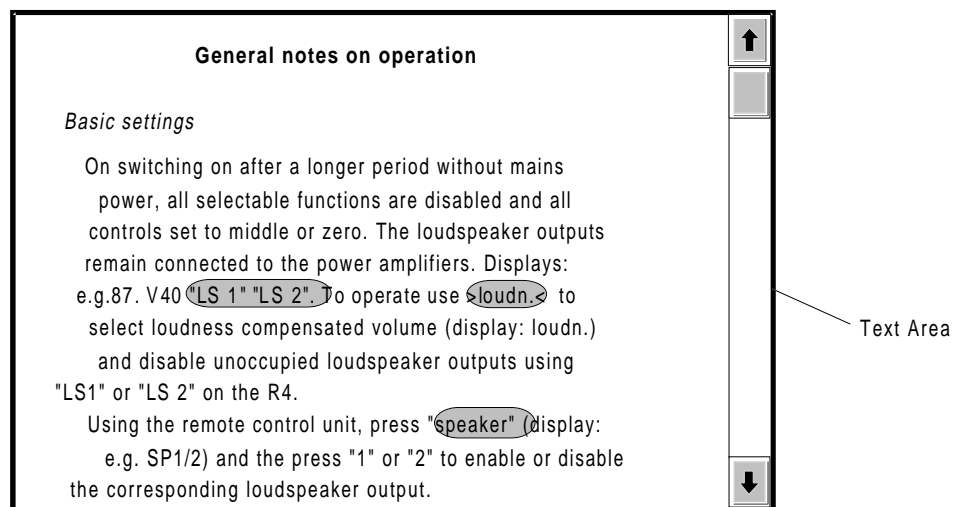 General notes on operation
Basic settings
On switching on after a longer period without mains
power, all selectable functions are disabled and all
controls set to middle or zero. The loudspeaker outputs
remain connected to the power amplifiers. Displays:
e.g.87. V40 "LS 1" "LS 2". To operate use >loudn.< to
select loudness compensated volume (display: loudn.)
and disable unoccupied loudspeaker outputs using
"LS1" or "LS 2" on the R4.
Using the remote control unit, press "speaker" (display:
e.g. SP1/2) and the press "1" or "2" to enable or disable
the corresponding loudspeaker output.
Text Area